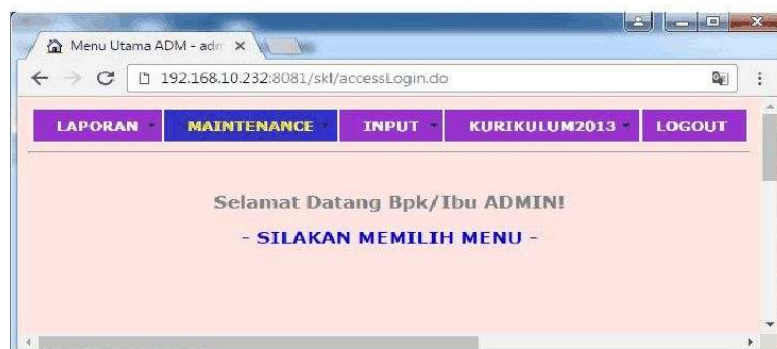 Menu Utama ADM - adm
192.168.10.232:8081/skl/accessLogin.do
LAPORAN MAINTENANCE INPUT KURIKULUM2013 LOGOUT
Selamat Datang Bpk/Ibu ADMIN!
- SILAKAN MEMILIH MENU -